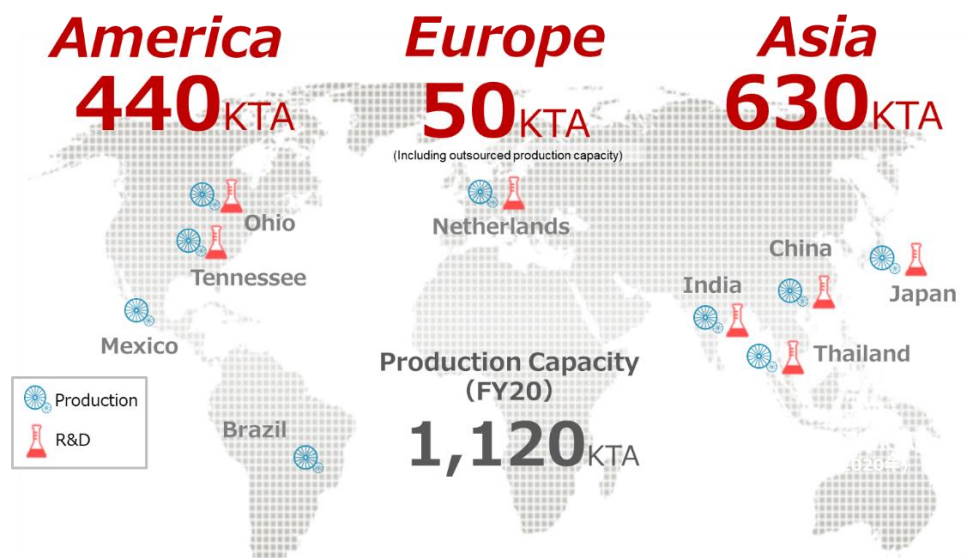 America
440KTA
Europe
50KTA
(Including outsourced production capacity)
Asia
630KTA
Ohio
Tennessee
Mexico
Brazil
Netherlands
China
India
Japan
Thailand
Production Capacity
(FY20)
1,120KTA
Production
R&D